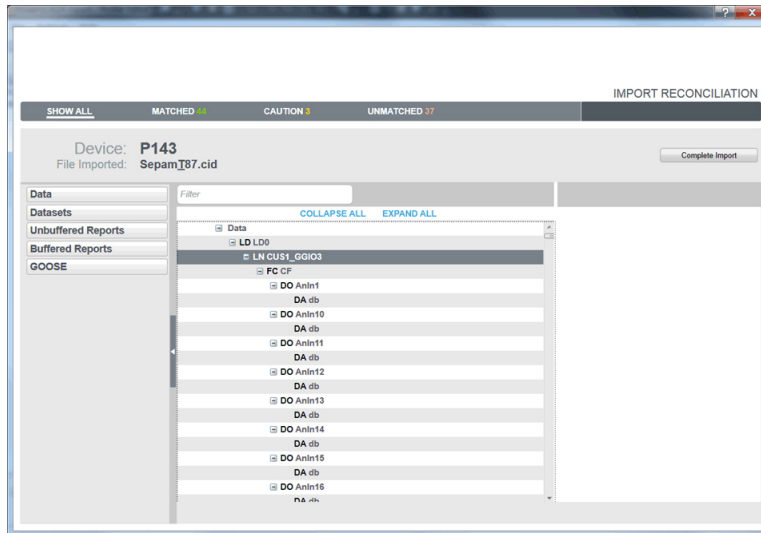 IMPORT RECONCILIATION
SHOW ALL MATCHED 44 CAUTION 3 UNMATCHED 37
Device: P143
File Imported: SepamT87.cid
Complete Import
Data
Datasets
Unbuffered Reports
Buffered Reports
GOOSE
Filter
COLLAPSE ALL EXPAND ALL
Data
LD LD0
LN CUS1_GGIO3
FC CF
DO AnIn1
DA db
DO AnIn10
DA db
DO AnIn11
DA db
DO AnIn12
DA db
DO AnIn13
DA db
DO AnIn14
DA db
DO AnIn15
DA db
DO AnIn16
DA db